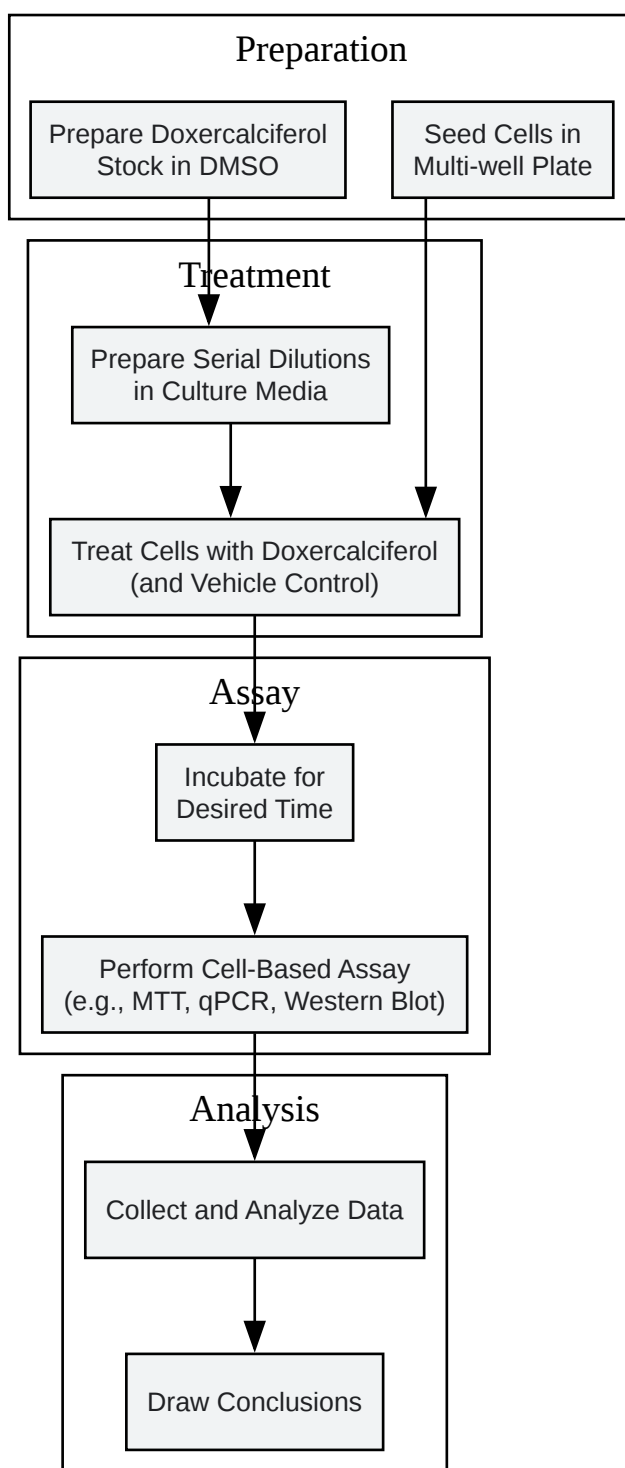 Preparation
Prepare Doxercalciferol
Stock in DMSO
Seed Cells in
Multi-well Plate
Treatment
Prepare Serial Dilutions
in Culture Media
Treat Cells with Doxercalciferol
(and Vehicle Control)
Assay
Incubate for
Desired Time
Perform Cell-Based Assay
(e.g., MTT, qPCR, Western Blot)
Analysis
Collect and Analyze Data
Draw Conclusions